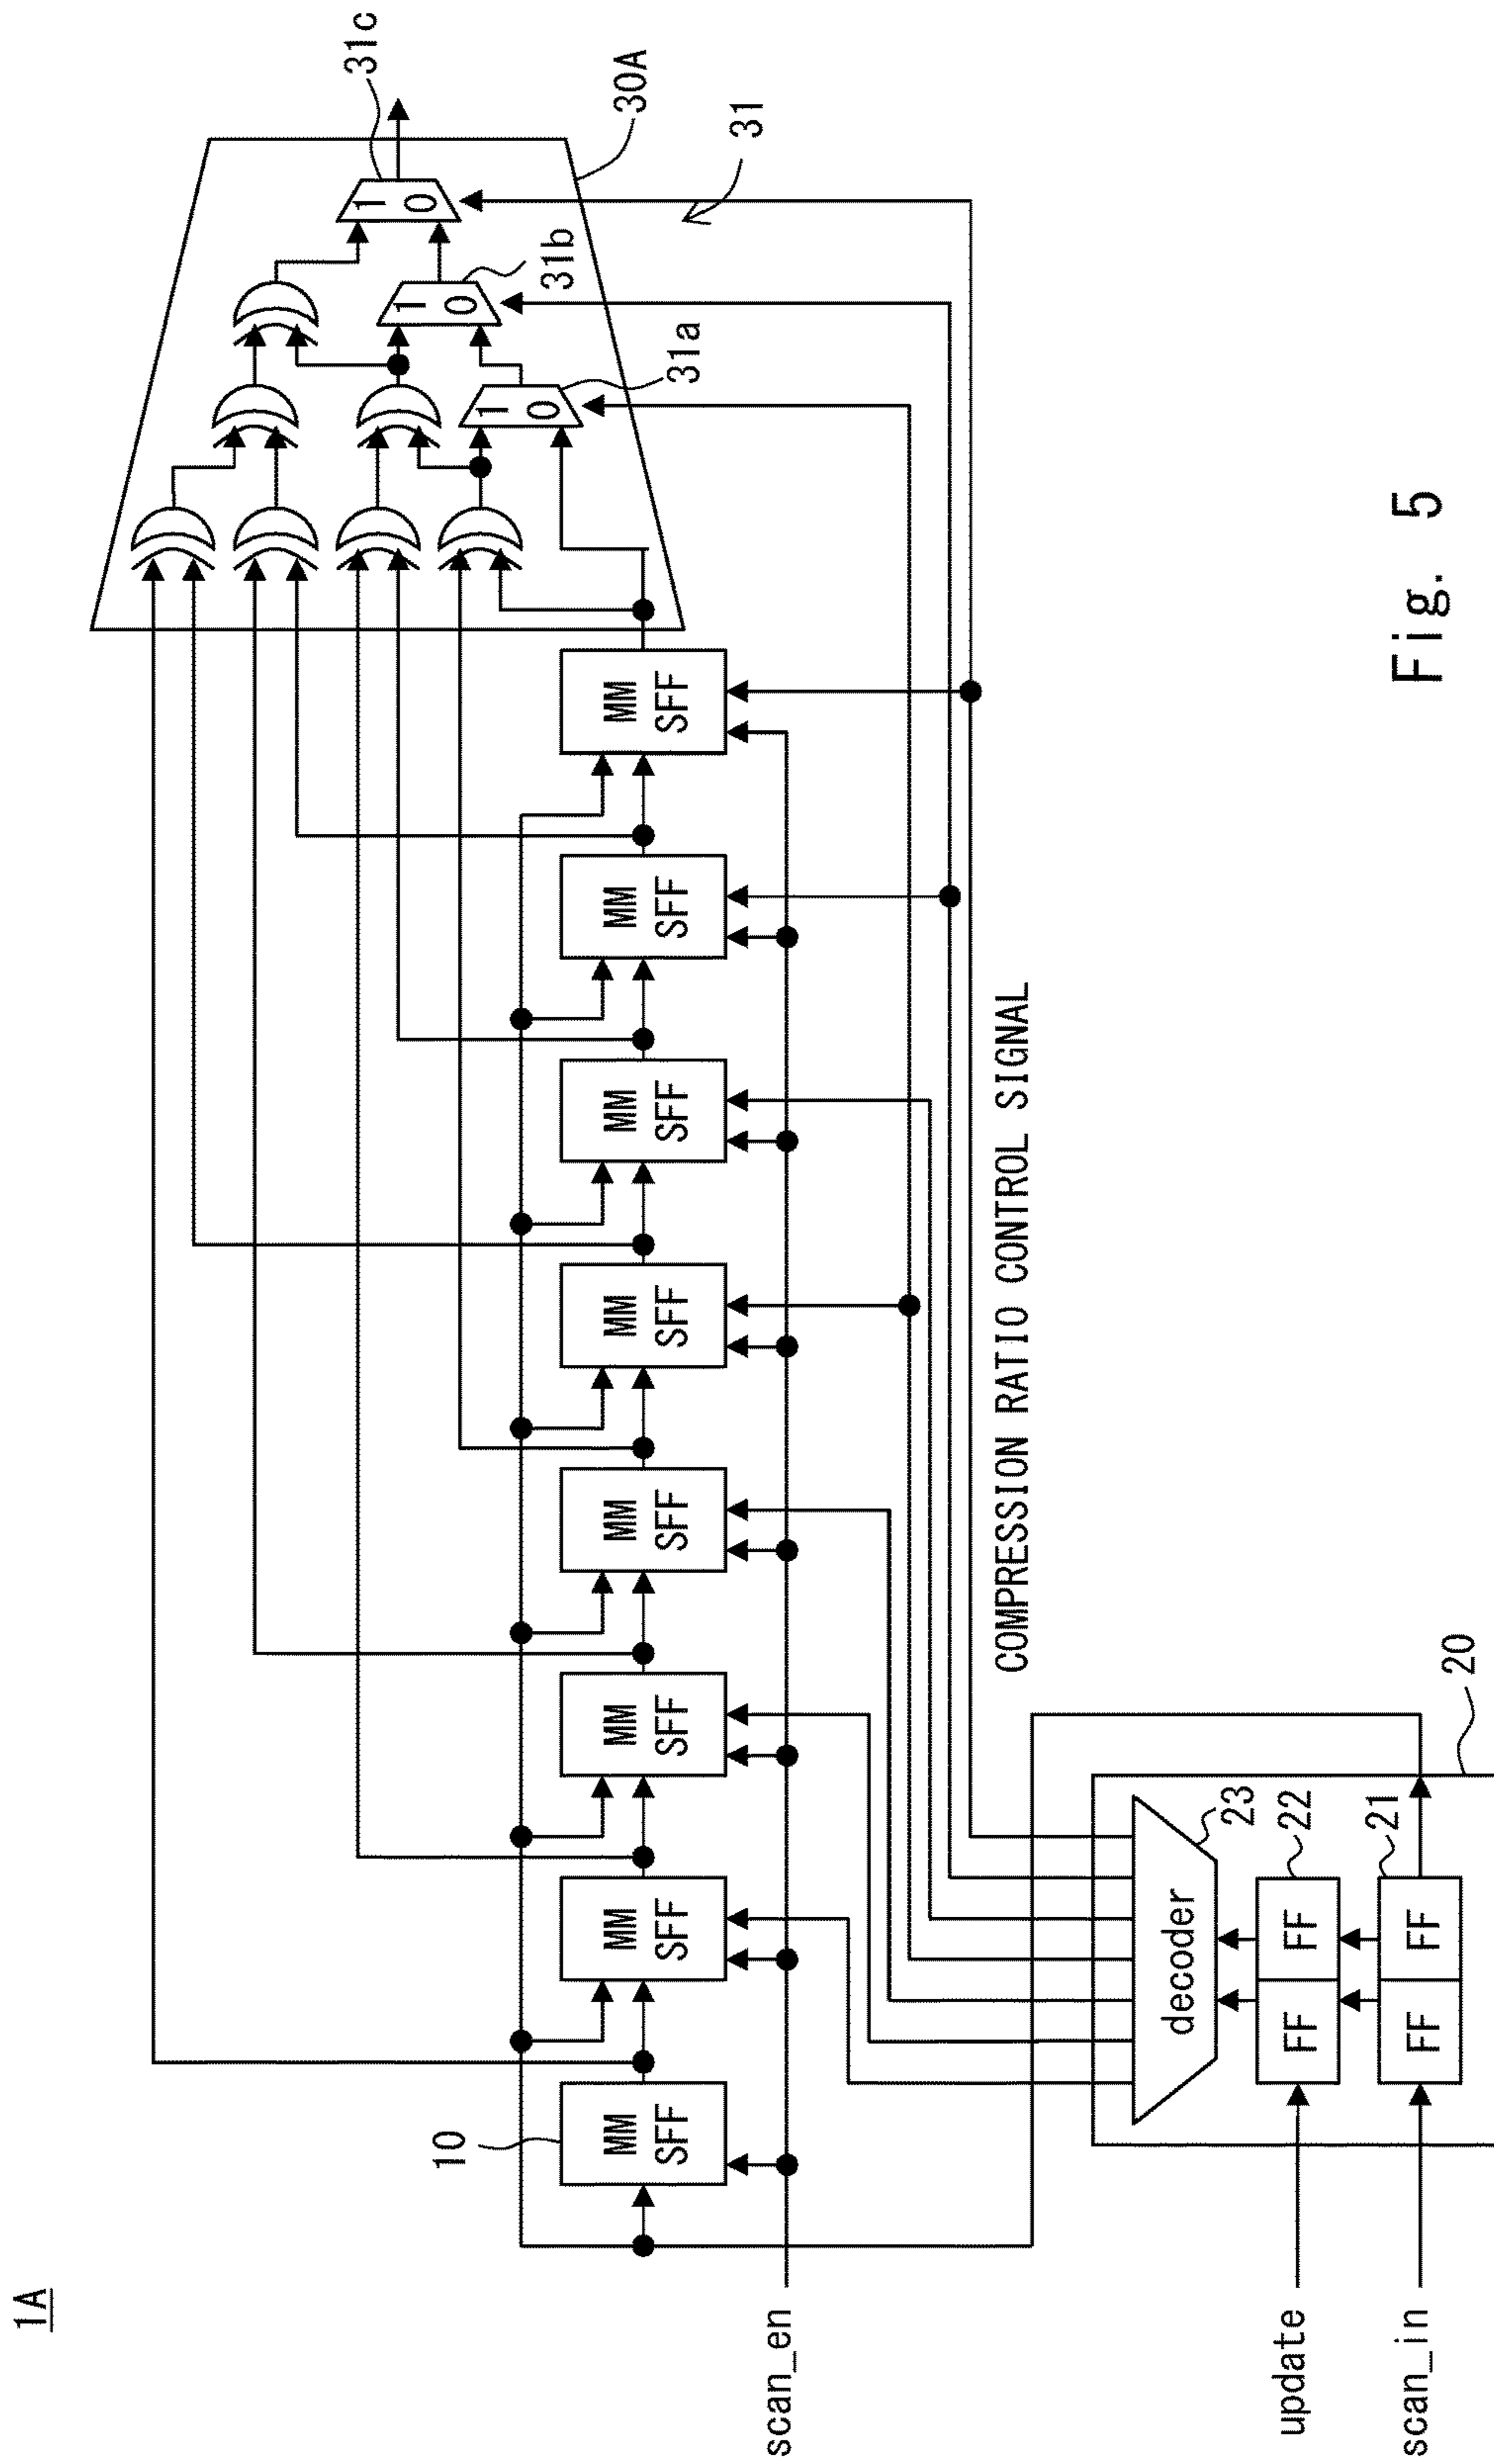 1A
31c
30A
31
1
0
31b
1
0
31a
1
0
10
MM
SFF
MM
SFF
MM
SFF
MM
SFF
MM
SFF
MM
SFF
MM
SFF
MM
SFF
scan_en
COMPRESSION RATIO CONTROL SIGNAL
20
decoder
23
update
FF
FF
22
scan_in
FF
FF
21
Fig. 5